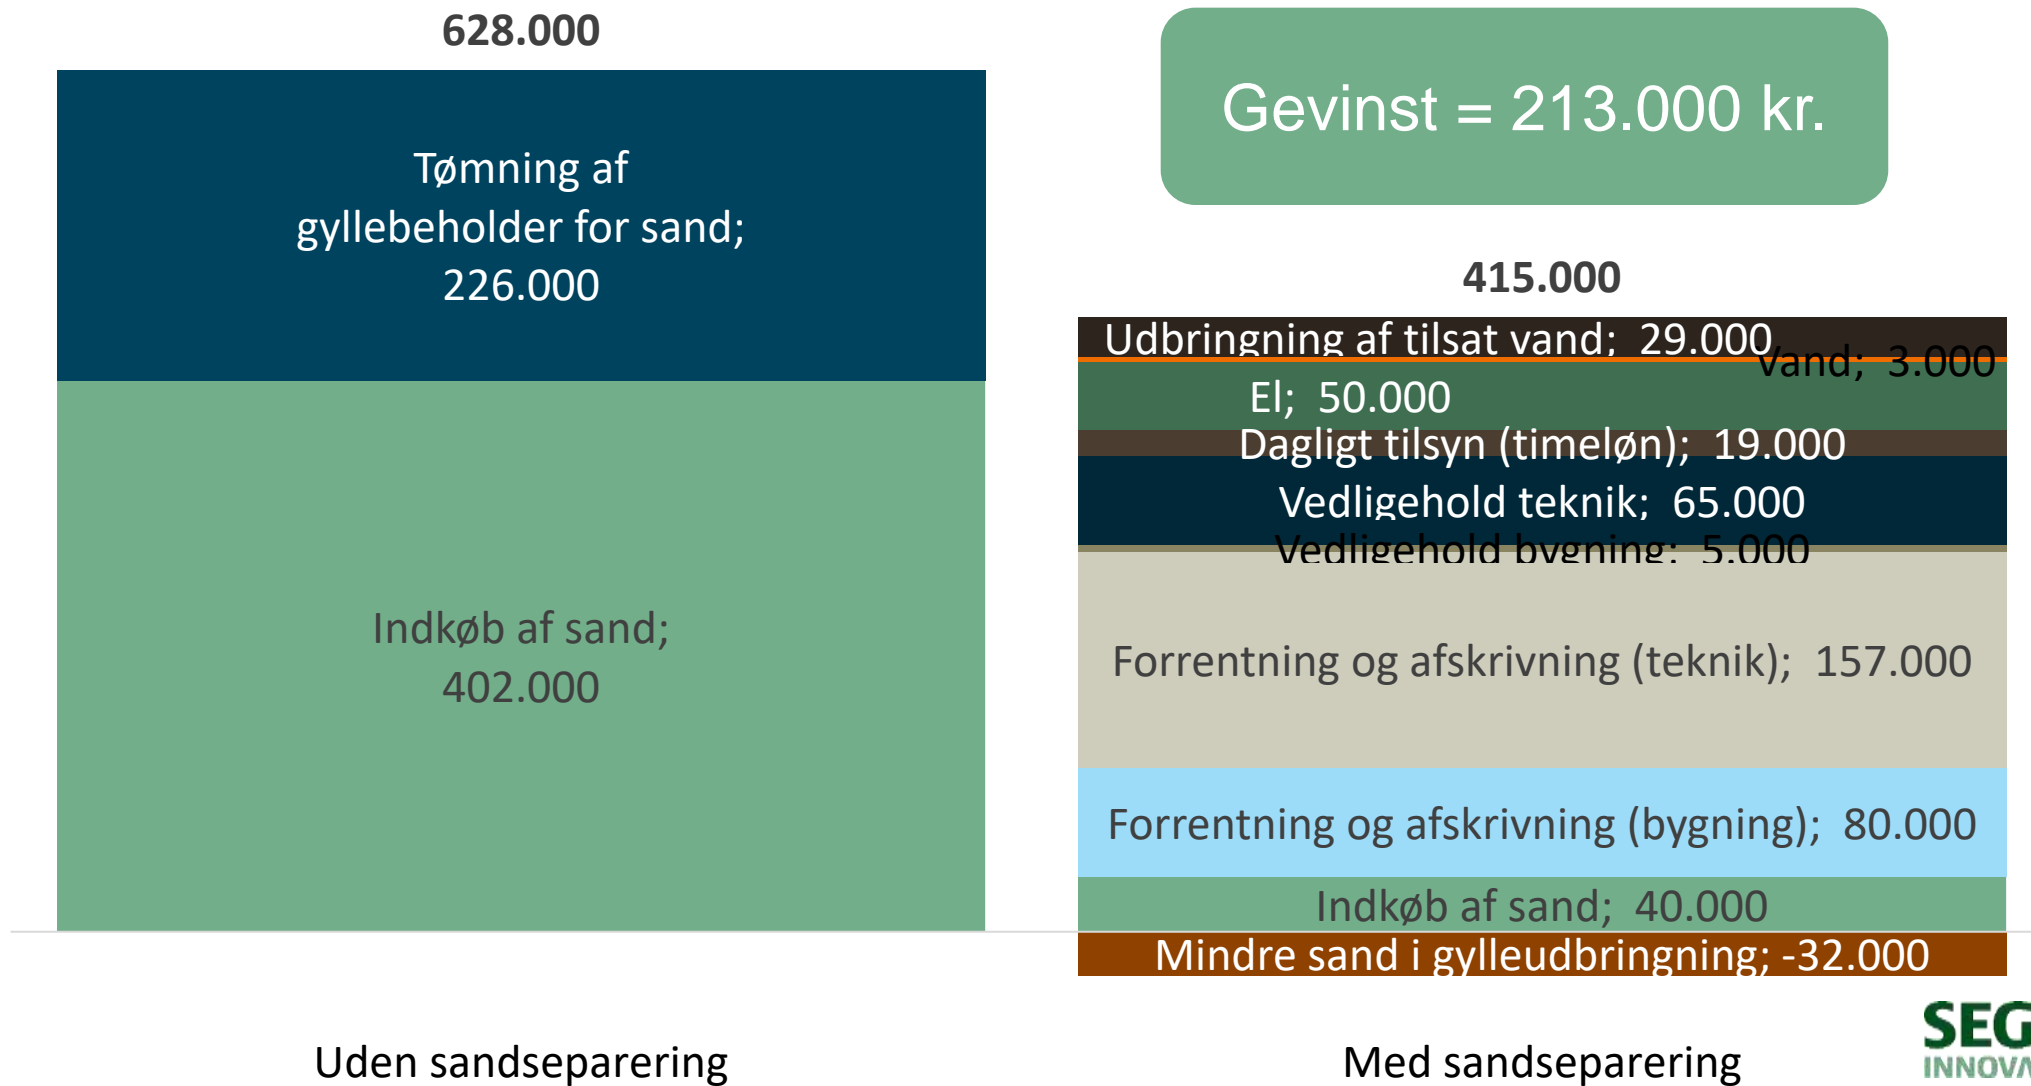 628.000
Tømning af
gyllebeholder for sand;
226.000
Indkøb af sand;
402.000
Uden sandseparering
Gevinst = 213.000 kr.
415.000
Udbringning af tilsat vand; 29.000
Vand; 3.000
El; 50.000
Dagligt tilsyn (timeløn); 19.000
Vedligehold teknik; 65.000
Vedligehold bygning; 5.000
Forrentning og afskrivning (teknik); 157.000
Forrentning og afskrivning (bygning); 80.000
Indkøb af sand; 40.000
Mindre sand i gylleudbringning; -32.000
Med sandseparering
SEG
INNOVA